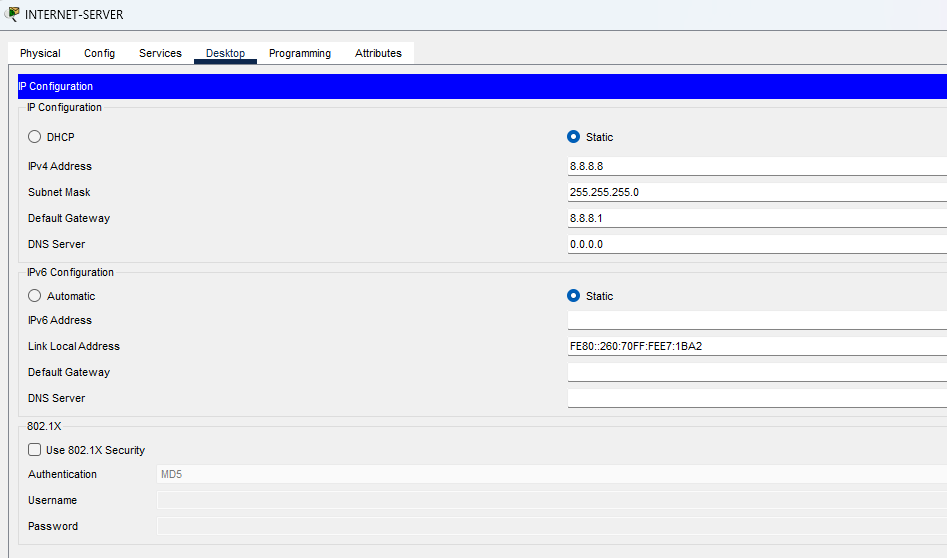 INTERNET-SERVER
Physical Config Services Desktop Programming Attributes
IP Configuration
IP Configuration
DHCP Static
IPv4 Address 8.8.8.8
Subnet Mask 255.255.255.0
Default Gateway 8.8.8.1
DNS Server 0.0.0.0
IPv6 Configuration
Automatic Static
IPv6 Address
Link Local Address FE80::260:70FF:FEE7:1BA2
Default Gateway
DNS Server
802.1X
Use 802.1X Security
Authentication MD5
Username
Password